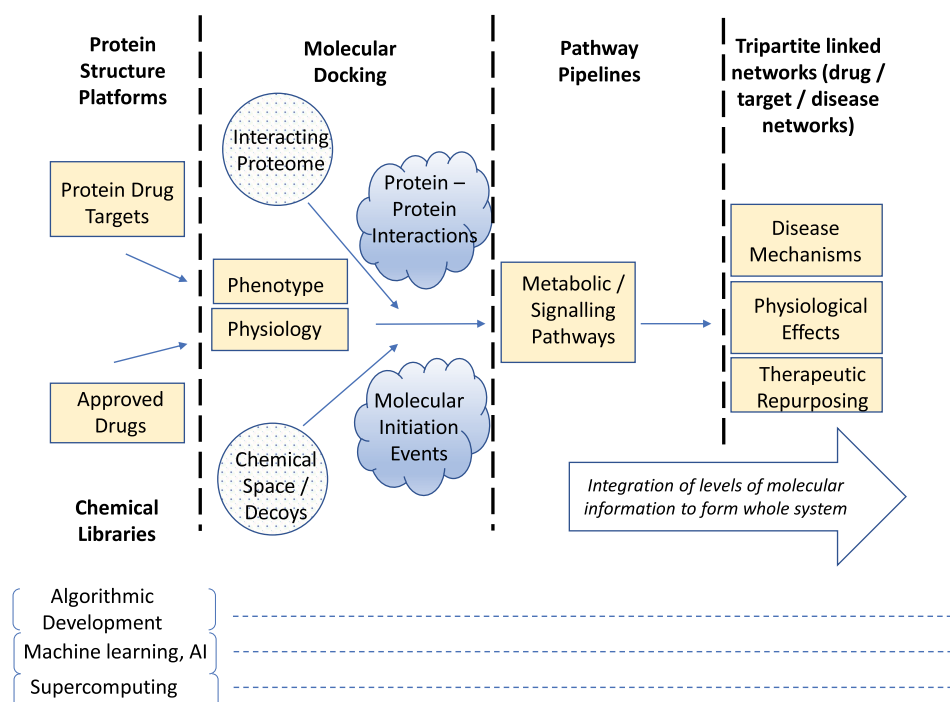 Protein
Structure
Platforms
Molecular
Docking
Pathway
Pipelines
Tripartite linked
networks (drug /
target / disease
networks)
Protein Drug
Targets
Approved
Drugs
Chemical
Libraries
Interacting
Proteome
Protein –
Protein
Interactions
Phenotype
Physiology
Chemical
Space /
Decoys
Molecular
Initiation
Events
Metabolic /
Signalling
Pathways
Disease
Mechanisms
Physiological
Effects
Therapeutic
Repurposing
Integration of levels of molecular
information to form whole system
Algorithmic
Development
Machine learning, AI
Supercomputing